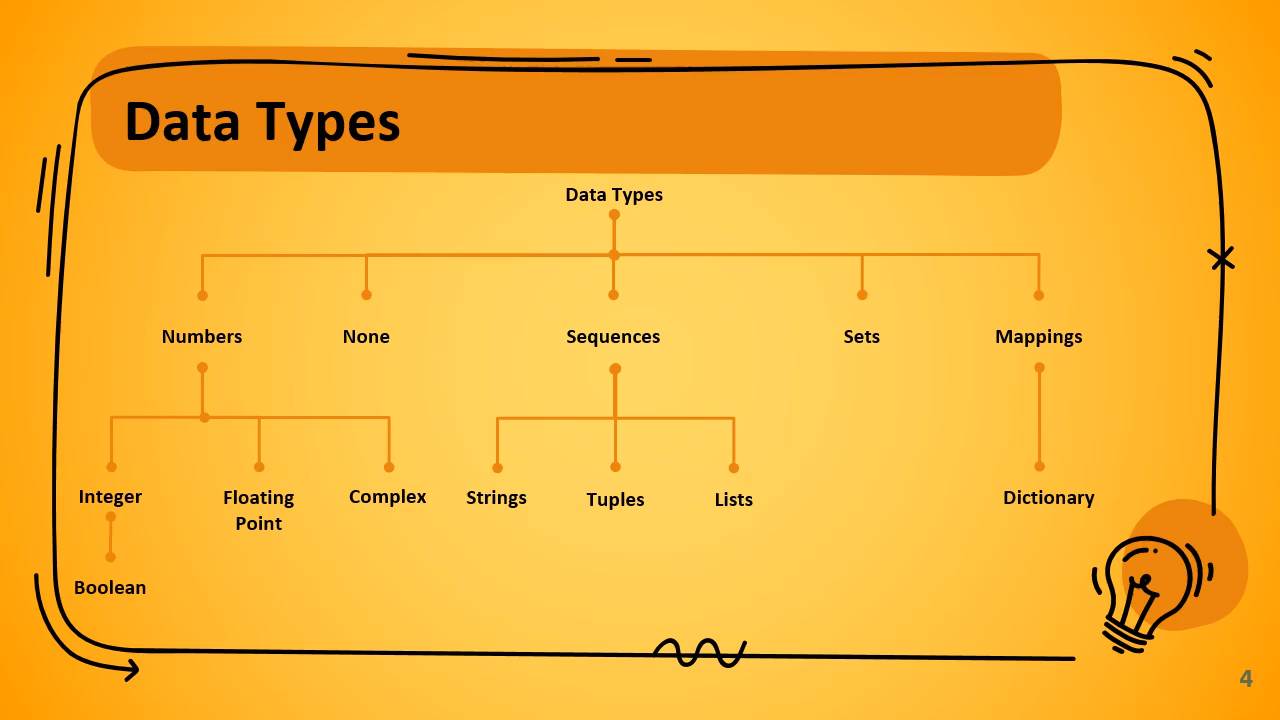 Data Types
Data Types
Numbers
None
Sequences
Sets
Mappings
Integer
Floating
Point
Complex
Strings
Tuples
Lists
Dictionary
Boolean
4